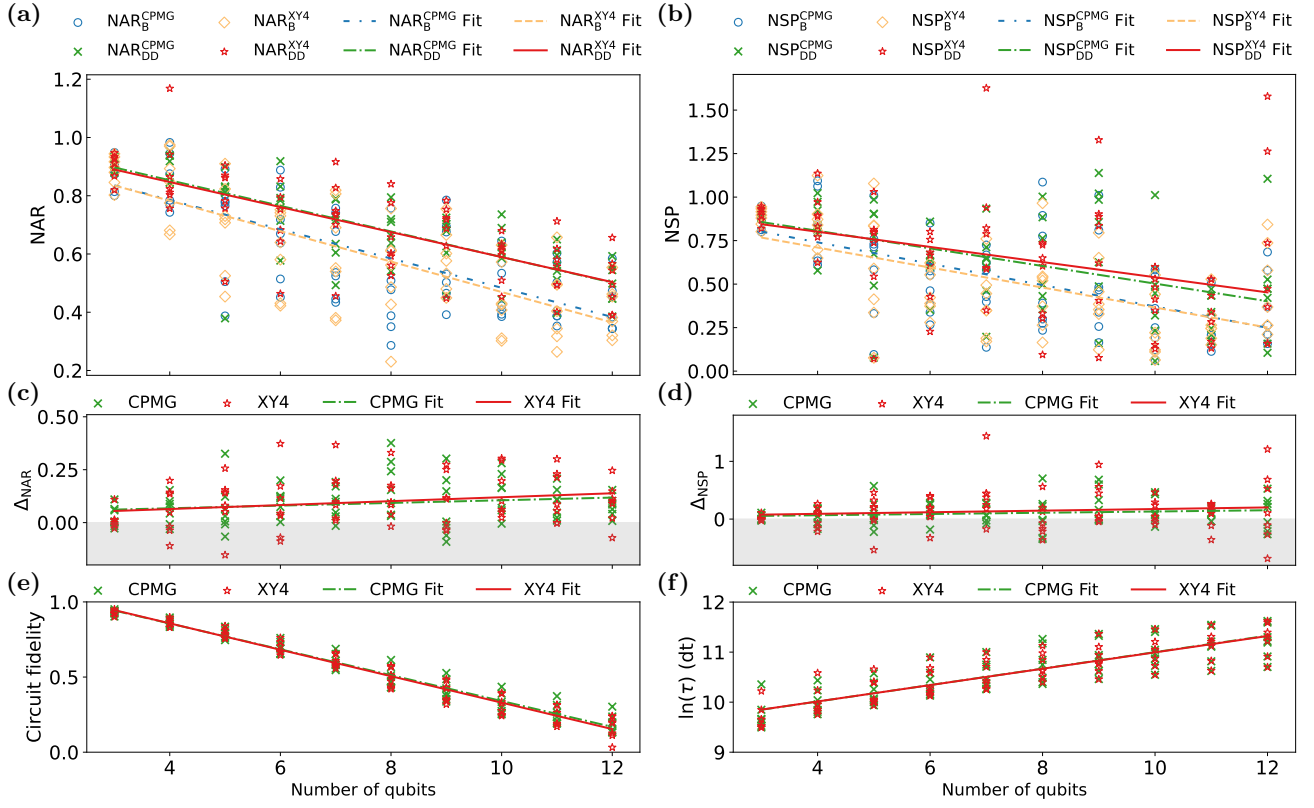 (a)
NAR_B^CPMG NAR_B^XY4 NAR_B^CPMG Fit NAR_B^XY4 Fit
NAR_DD^CPMG NAR_DD^XY4 NAR_DD^CPMG Fit NAR_DD^XY4 Fit
NAR
1.2
1.0
0.8
0.6
0.4
0.2
(b)
NSP_B^CPMG NSP_B^XY4 NSP_B^CPMG Fit NSP_B^XY4 Fit
NSP_DD^CPMG NSP_DD^XY4 NSP_DD^CPMG Fit NSP_DD^XY4 Fit
NSP
1.50
1.25
1.00
0.75
0.50
0.25
0.00
(c)
CPMG XY4 CPMG Fit XY4 Fit
Δ_NAR
0.50
0.25
0.00
(d)
CPMG XY4 CPMG Fit XY4 Fit
Δ_NSP
1
0
(e)
CPMG XY4 CPMG Fit XY4 Fit
Circuit fidelity
1.0
0.5
0.0
4 6 8 10 12
Number of qubits
(f)
CPMG XY4 CPMG Fit XY4 Fit
ln(τ) (dt)
12
11
10
9
4 6 8 10 12
Number of qubits